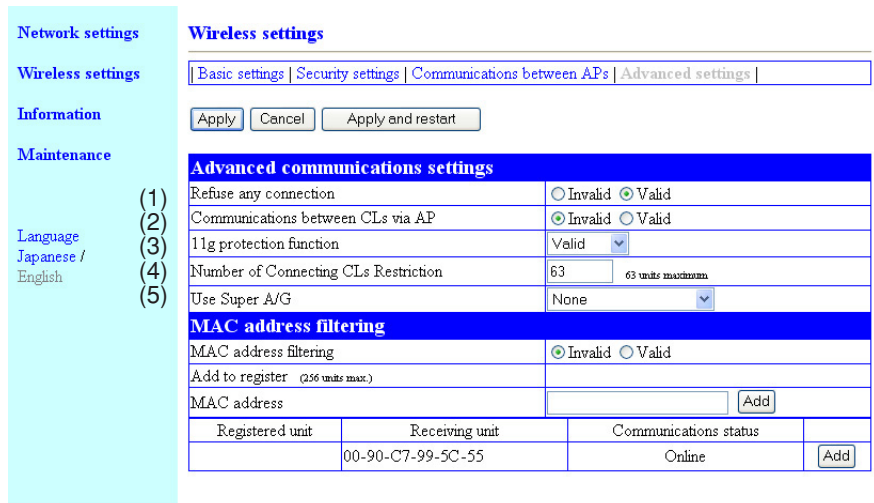 Network settings
Wireless settings
Information
Maintenance
Language
Japanese /
English
Wireless settings
| Basic settings | Security settings | Communications between APs | Advanced settings |
Apply Cancel Apply and restart
Advanced communications settings
(1) Refuse any connection Invalid Valid
(2) Communications between CLs via AP Invalid Valid
(3) 11g protection function Valid
(4) Number of Connecting CLs Restriction 63 63 units maximum
(5) Use Super A/G None
MAC address filtering
MAC address filtering Invalid Valid
Add to register (256 units max.)
MAC address Add
Registered unit Receiving unit Communications status
00-90-C7-99-5C-55 Online Add